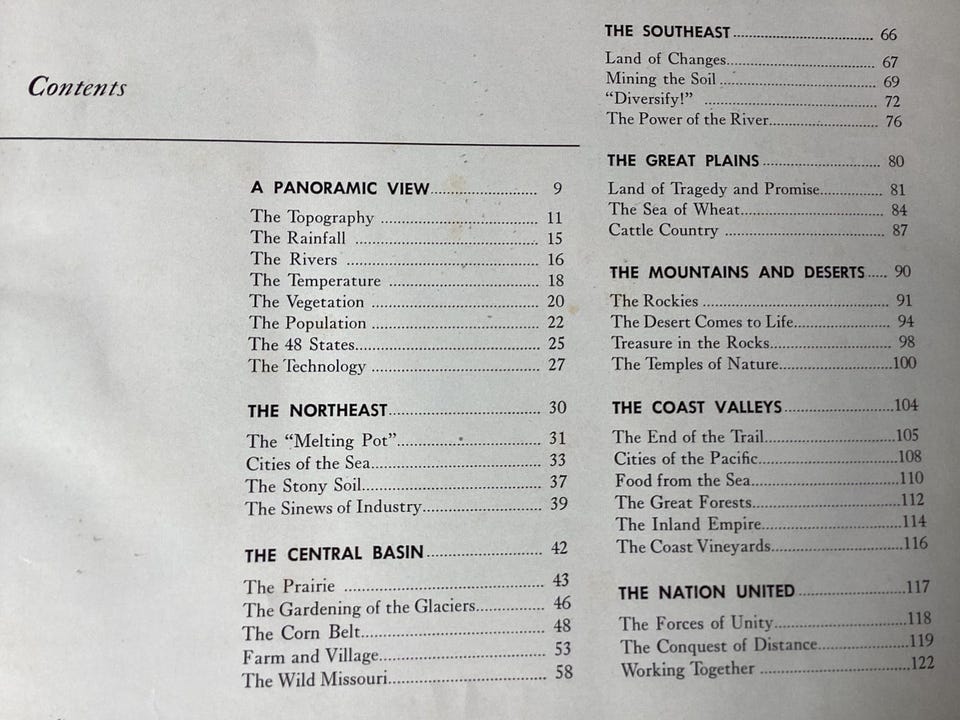 Contents
A PANORAMIC VIEW.......................... 9
The Topography .............................. 11
The Rainfall .................................. 15
The Rivers .................................... 16
The Temperature ............................ 18
The Vegetation ............................... 20
The Population ............................... 22
The 48 States.................................. 25
The Technology ............................... 27
THE NORTHEAST............................. 30
The “Melting Pot”........................... 31
Cities of the Sea............................... 33
The Stony Soil................................. 37
The Sinews of Industry....................... 39
THE CENTRAL BASIN...................... 42
The Prairie .................................... 43
The Gardening of the Glaciers............. 46
The Corn Belt.................................. 48
Farm and Village.............................. 53
The Wild Missouri............................ 58
THE SOUTHEAST............................ 66
Land of Changes.............................. 67
Mining the Soil............................... 69
“Diversify!” ................................. 72
The Power of the River...................... 76
THE GREAT PLAINS....................... 80
Land of Tragedy and Promise............. 81
The Sea of Wheat............................. 84
Cattle Country ............................... 87
THE MOUNTAINS AND DESERTS..... 90
The Rockies .................................. 91
The Desert Comes to Life................... 94
Treasure in the Rocks....................... 98
The Temples of Nature......................100
THE COAST VALLEYS.....................104
The End of the Trail.........................105
Cities of the Pacific..........................108
Food from the Sea............................110
The Great Forests............................112
The Inland Empire...........................114
The Coast Vineyards.........................116
THE NATION UNITED.....................117
The Forces of Unity.........................118
The Conquest of Distance..................119
Working Together ...........................122